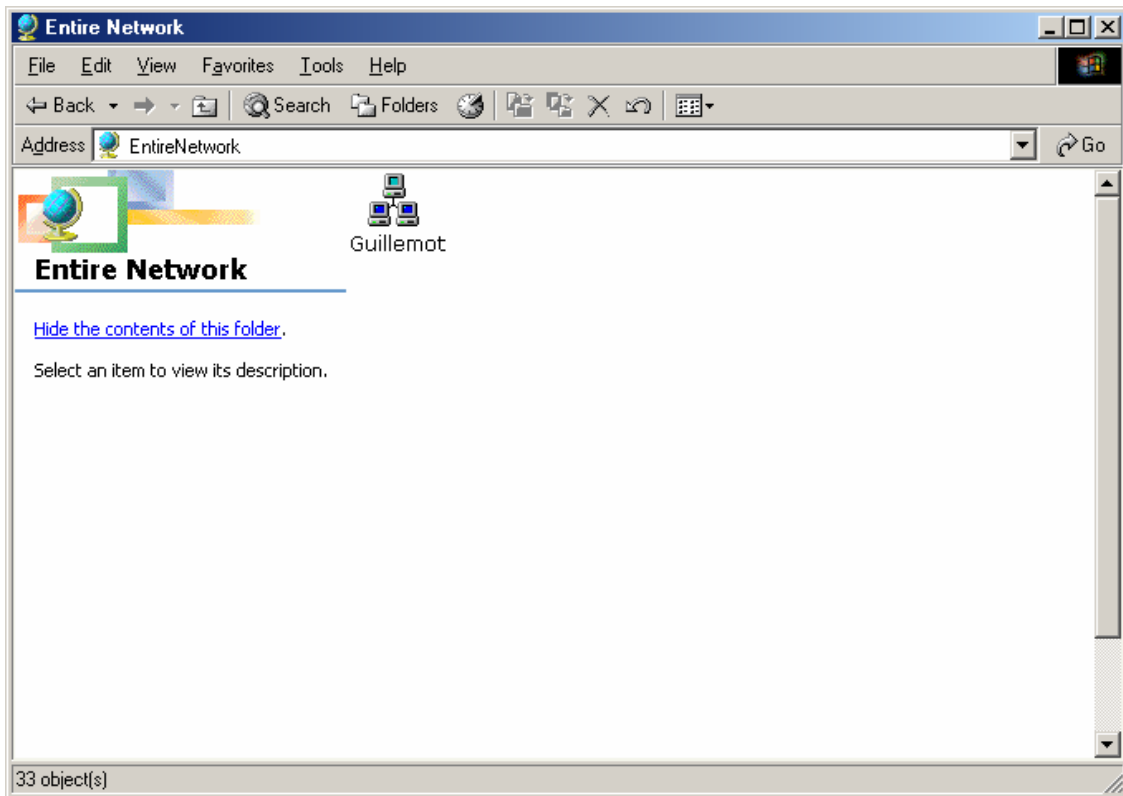 Entire Network
File Edit View Favorites Tools Help
Back Search Folders
Address EntireNetwork Go
Guillemot
Entire Network
Hide the contents of this folder.
Select an item to view its description.
33 object(s)